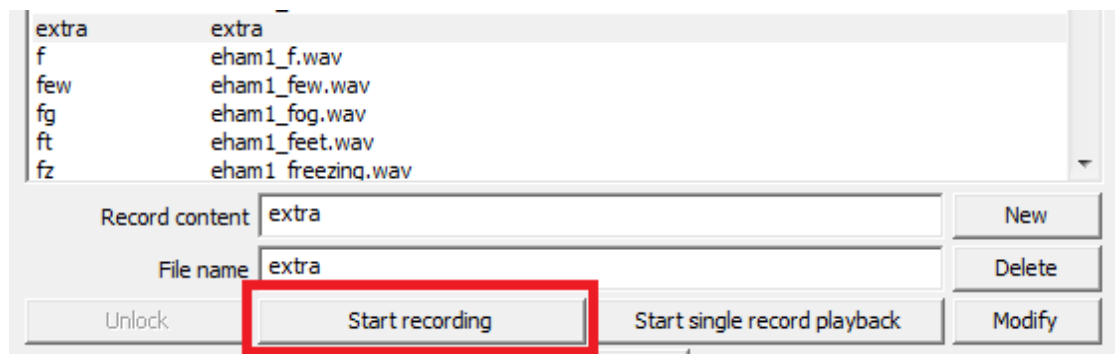 extra extra
f eham1_f.wav
few eham1_few.wav
fg eham1_fog.wav
ft eham1_feet.wav
fz eham1_freezing.wav
Record content extra New
File name extra Delete
Unlock Start recording Start single record playback Modify